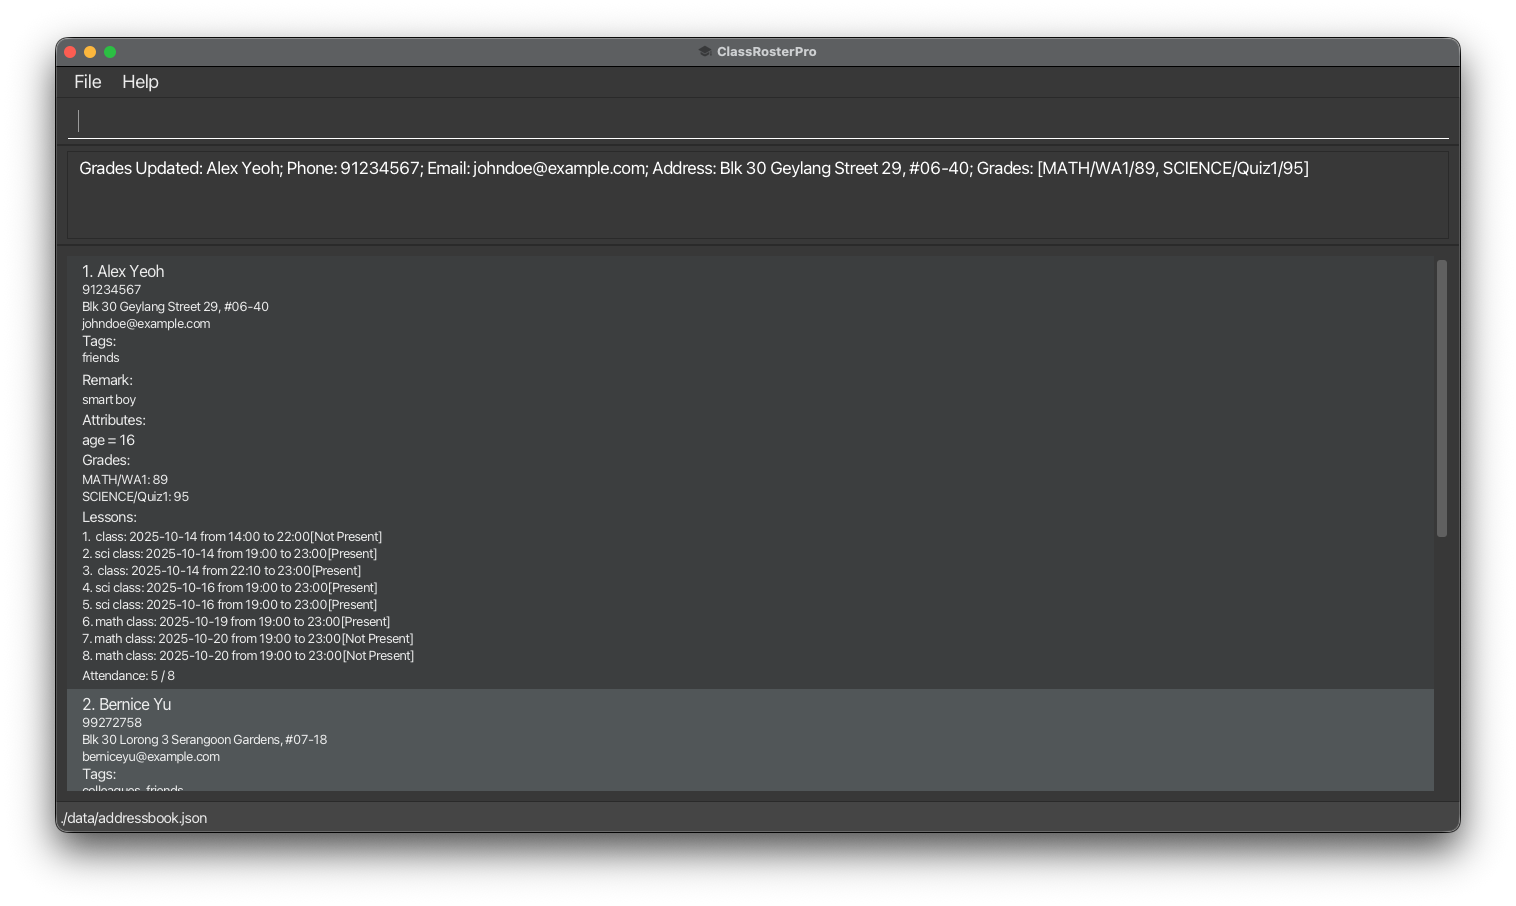 ClassRosterPro
File Help
Grades Updated: Alex Yeoh; Phone: 91234567; Email: johndoe@example.com; Address: Blk 30 Geylang Street 29, #06-40; Grades: [MATH/WA1/89, SCIENCE/Quiz1/95]
1. Alex Yeoh
91234567
Blk 30 Geylang Street 29, #06-40
johndoe@example.com
Tags:
friends
Remark:
smart boy
Attributes:
age = 16
Grades:
MATH/WA1: 89
SCIENCE/Quiz1: 95
Lessons:
1. class: 2025-10-14 from 14:00 to 22:00[Not Present]
2. sci class: 2025-10-14 from 19:00 to 23:00[Present]
3. class: 2025-10-14 from 22:10 to 23:00[Present]
4. sci class: 2025-10-16 from 19:00 to 23:00[Present]
5. sci class: 2025-10-16 from 19:00 to 23:00[Present]
6. math class: 2025-10-19 from 19:00 to 23:00[Present]
7. math class: 2025-10-20 from 19:00 to 23:00[Not Present]
8. math class: 2025-10-20 from 19:00 to 23:00[Not Present]
Attendance: 5 / 8
2. Bernice Yu
99272758
Blk 30 Lorong 3 Serangoon Gardens, #07-18
berniceyu@example.com
Tags:
colleagues, friends
./data/addressbook.json